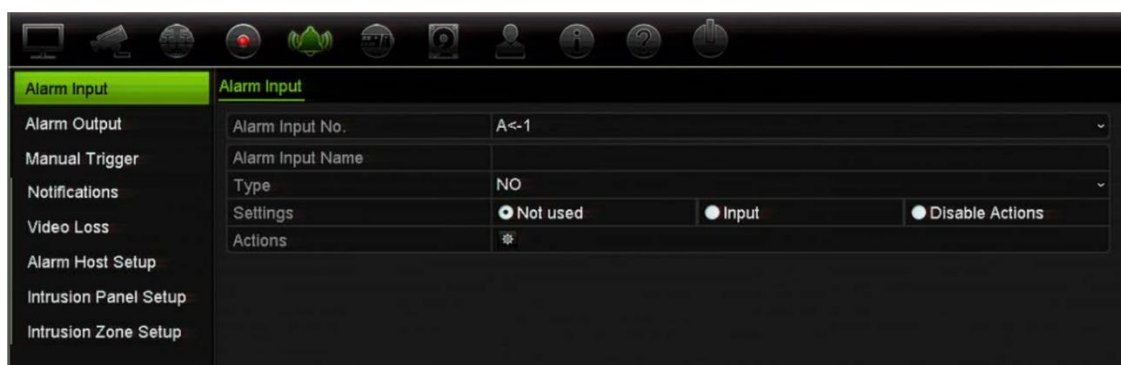 Alarm Input
Alarm Output
Manual Trigger
Notifications
Video Loss
Alarm Host Setup
Intrusion Panel Setup
Intrusion Zone Setup
Alarm Input
Alarm Input No. A<-1
Alarm Input Name
Type NO
Settings Not used Input Disable Actions
Actions